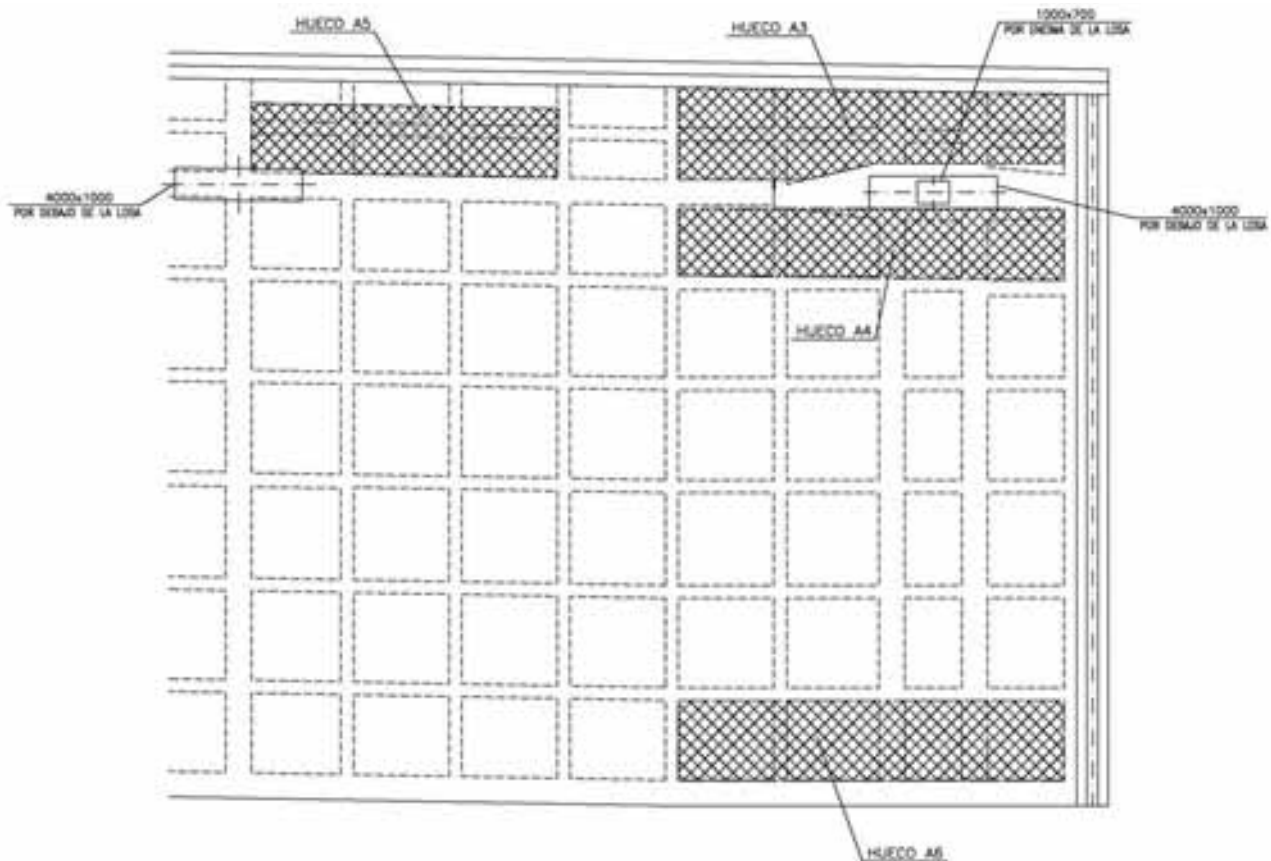 HUECO A5
HUECO A3
1000x700
POR ENCIMA DE LA LOSA
4000x1000
POR DEBAJO DE LA LOSA
4000x1000
POR DEBAJO DE LA LOSA
HUECO A4
HUECO A6